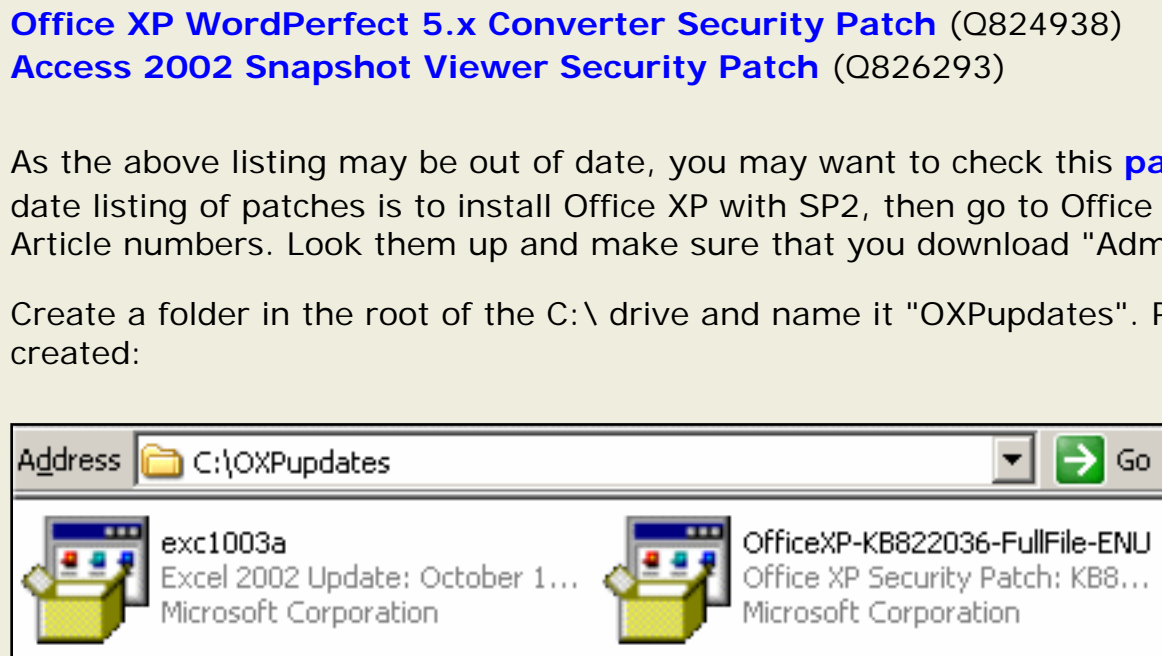 Office XP WordPerfect 5.x Converter Security Patch (Q824938)
Access 2002 Snapshot Viewer Security Patch (Q826293)
As the above listing may be out of date, you may want to check this
date listing of patches is to install Office XP with SP2, then go to Office
Article numbers. Look them up and make sure that you download "Adm
Create a folder in the root of the C:\ drive and name it "OXPupdates". P
created:
Address C:\OXPupdates Go
exc1003a
Excel 2002 Update: October 1...
Microsoft Corporation
OfficeXP-KB822036-FullFile-ENU
Office XP Security Patch: KB8...
Microsoft Corporation